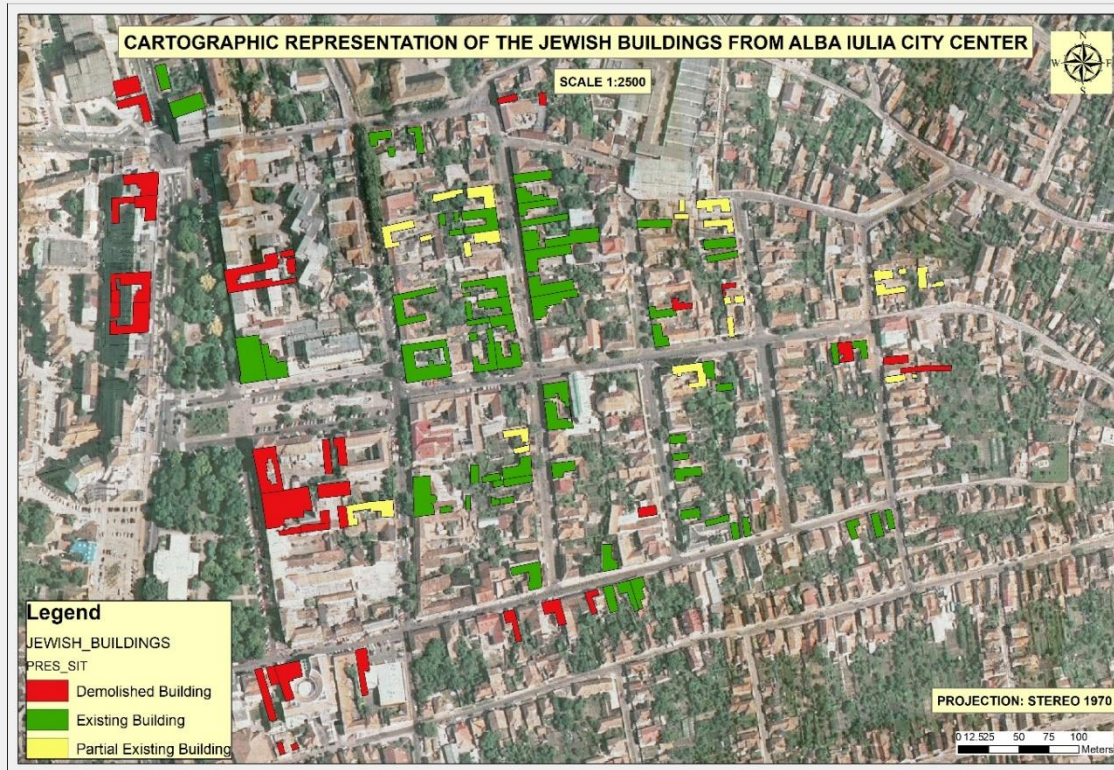 CARTOGRAPHIC REPRESENTATION OF THE JEWISH BUILDINGS FROM ALBA IULIA CITY CENTER
SCALE 1:2500
N
W
S
Legend
JEWISH_BUILDINGS
PRES_SIT
Demolished Building
Existing Building
Partial Existing Building
PROJECTION: STEREO 1970
0 12.525 50 75 100
Meters